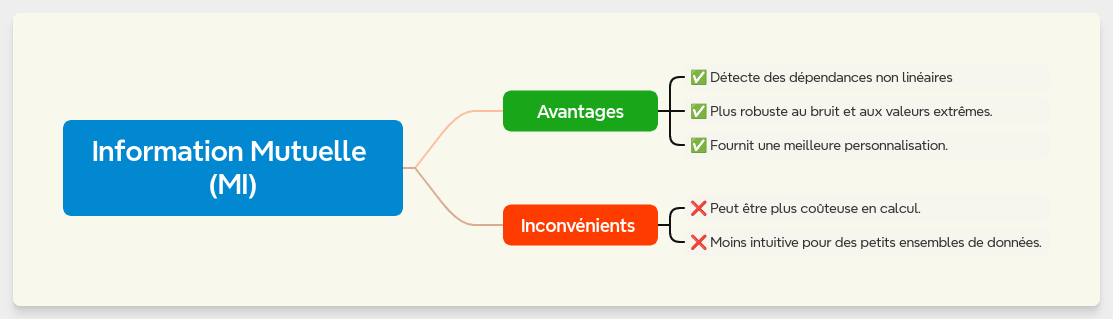 Information Mutuelle
(MI)
Avantages
✅ Détecte des dépendances non linéaires
✅ Plus robuste au bruit et aux valeurs extrêmes.
✅ Fournit une meilleure personnalisation.
Inconvénients
❌ Peut être plus coûteuse en calcul.
❌ Moins intuitive pour des petits ensembles de données.